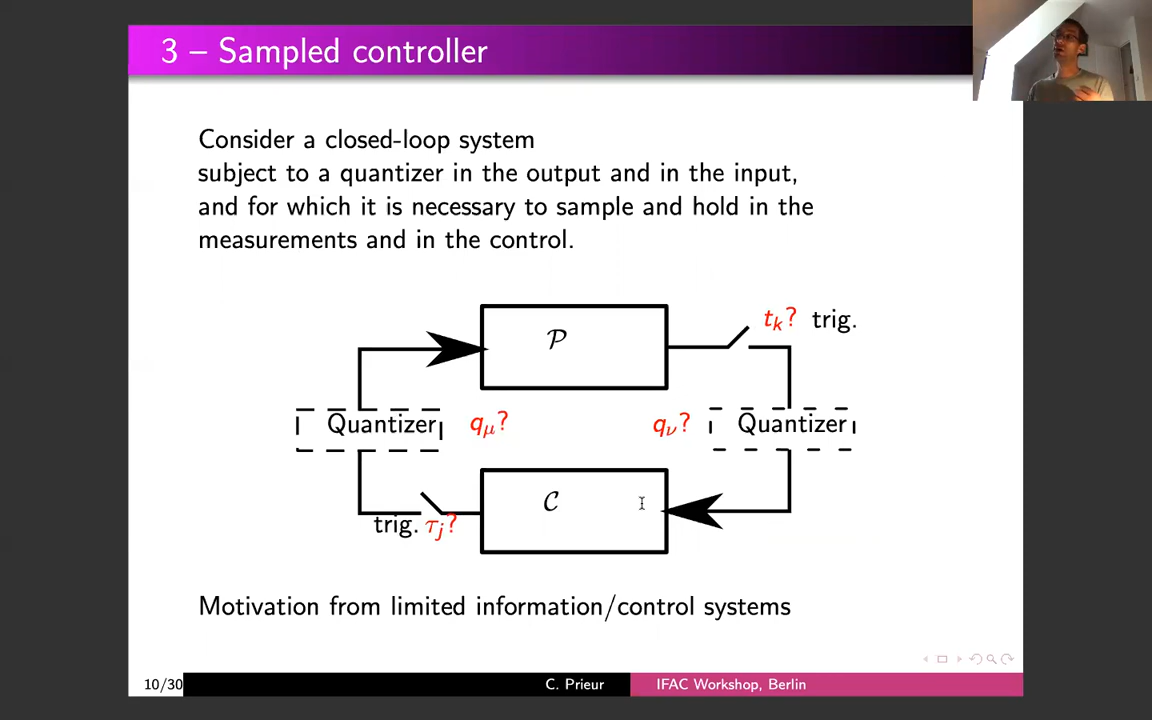 3 – Sampled controller
Consider a closed-loop system
subject to a quantizer in the output and in the input,
and for which it is necessary to sample and hold in the
measurements and in the control.
𝒫
t_k? trig.
Quantizer
q_μ?
q_ν?
Quantizer
trig. τ_j?
𝒞
Motivation from limited information/control systems
10/30
C. Prieur
IFAC Workshop, Berlin